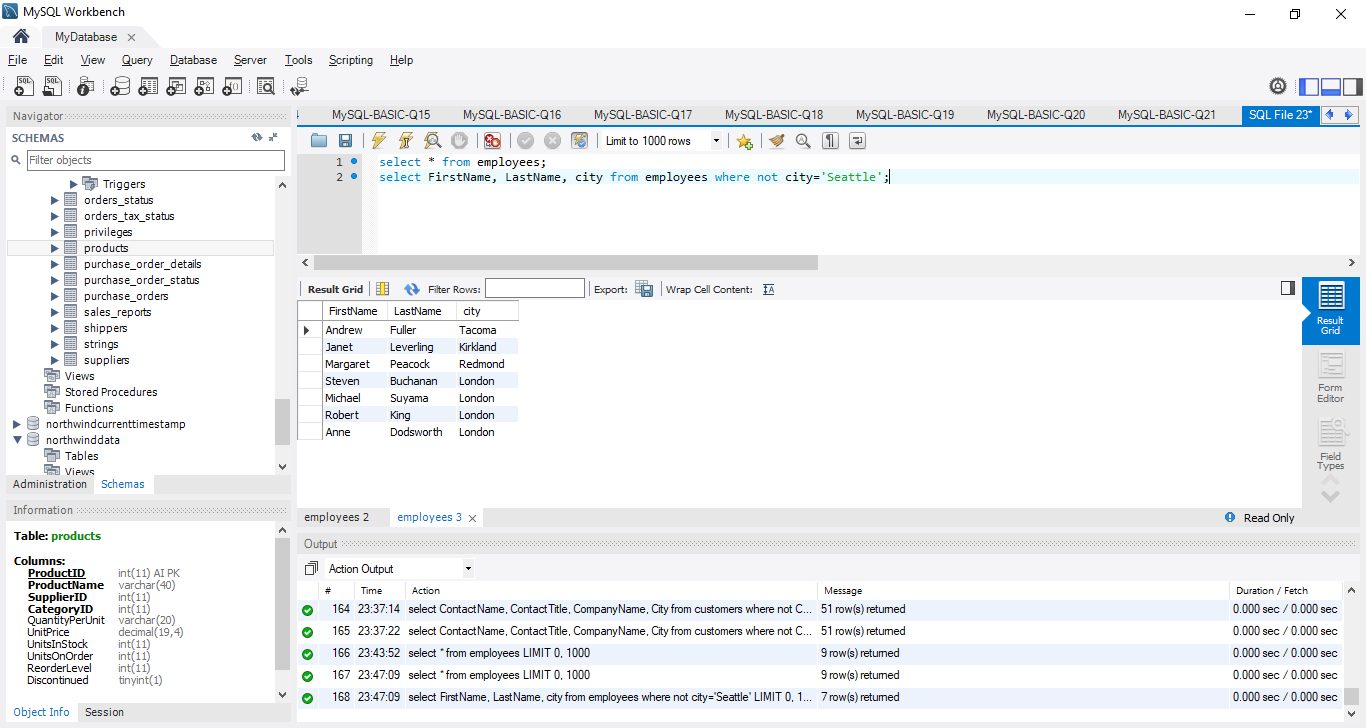 MySQL Workbench
MyDatabase
File Edit View Query Database Server Tools Scripting Help
Navigator
SCHEMAS
Filter objects
Triggers
orders_status
orders_tax_status
privileges
products
purchase_order_details
purchase_order_status
purchase_orders
sales_reports
shippers
strings
suppliers
Views
Stored Procedures
Functions
northwindcurrenttimestamp
northwinddata
Tables
Views
Administration Schemas
Information
Table: products
Columns:
ProductID int(11) AI PK
ProductName varchar(40)
SupplierID int(11)
CategoryID int(11)
QuantityPerUnit varchar(20)
UnitPrice decimal(19,4)
UnitsInStock int(11)
UnitsOnOrder int(11)
ReorderLevel int(11)
Discontinued tinyint(1)
Object Info Session
4 MySQL-BASIC-Q15 MySQL-BASIC-Q16 MySQL-BASIC-Q17 MySQL-BASIC-Q18 MySQL-BASIC-Q19 MySQL-BASIC-Q20 MySQL-BASIC-Q21 SQL File 23*
Limit to 1000 rows
1 select * from employees;
2 select FirstName, LastName, city from employees where not city='Seattle';
Result Grid Filter Rows: Export: Wrap Cell Content:
FirstName LastName city
Andrew Fuller Tacoma
Janet Leverling Kirkland
Margaret Peacock Redmond
Steven Buchanan London
Michael Suyama London
Robert King London
Anne Dodsworth London
Result
Grid
Form
Editor
Field
Types
employees 2 employees 3 Read Only
Output
Action Output
# Time Action Message Duration / Fetch
164 23:37:14 select ContactName, ContactTitle, CompanyName, City from customers where not C... 51 row(s) returned 0.000 sec / 0.000 sec
165 23:37:22 select ContactName, ContactTitle, CompanyName, City from customers where not C... 51 row(s) returned 0.000 sec / 0.000 sec
166 23:43:52 select * from employees LIMIT 0, 1000 9 row(s) returned 0.000 sec / 0.000 sec
167 23:47:09 select * from employees LIMIT 0, 1000 9 row(s) returned 0.000 sec / 0.000 sec
168 23:47:09 select FirstName, LastName, city from employees where not city='Seattle' LIMIT 0, 1... 7 row(s) returned 0.000 sec / 0.000 sec